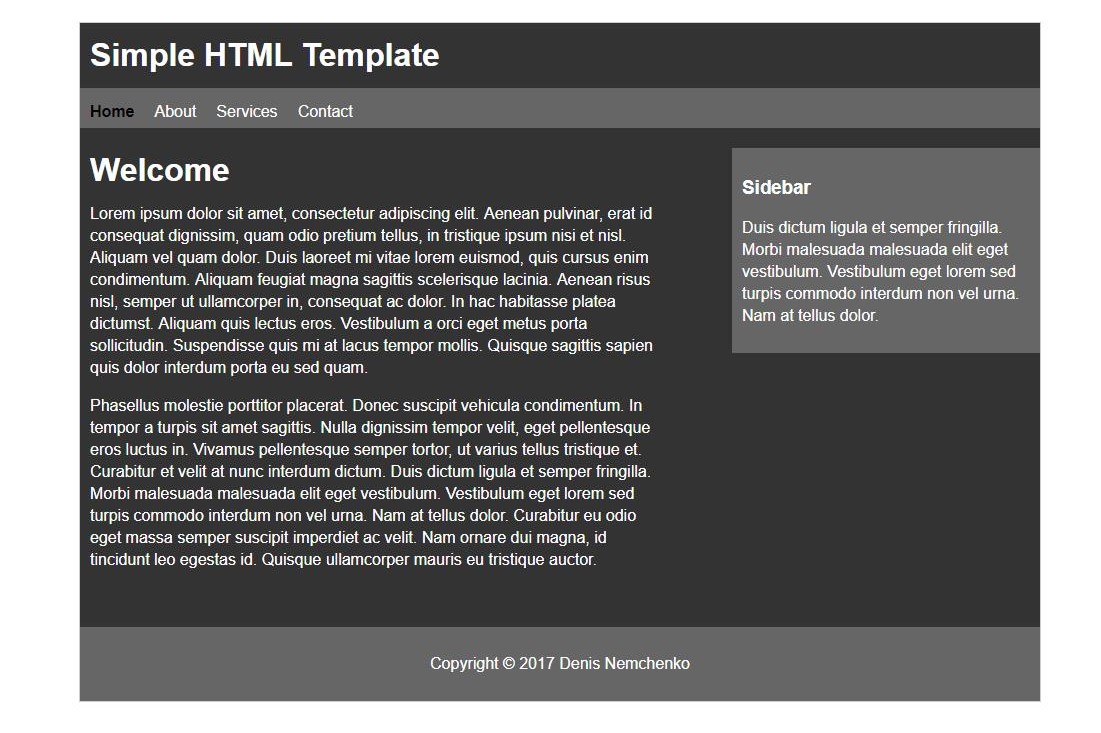 Simple HTML Template
Home About Services Contact
Welcome
Lorem ipsum dolor sit amet, consectetur adipiscing elit. Aenean pulvinar, erat id
consequat dignissim, quam odio pretium tellus, in tristique ipsum nisi et nisl.
Aliquam vel quam dolor. Duis laoreet mi vitae lorem euismod, quis cursus enim
condimentum. Aliquam feugiat magna sagittis scelerisque lacinia. Aenean risus
nisl, semper ut ullamcorper in, consequat ac dolor. In hac habitasse platea
dictumst. Aliquam quis lectus eros. Vestibulum a orci eget metus porta
sollicitudin. Suspendisse quis mi at lacus tempor mollis. Quisque sagittis sapien
quis dolor interdum porta eu sed quam.
Phasellus molestie porttitor placerat. Donec suscipit vehicula condimentum. In
tempor a turpis sit amet sagittis. Nulla dignissim tempor velit, eget pellentesque
eros luctus in. Vivamus pellentesque semper tortor, ut varius tellus tristique et.
Curabitur et velit at nunc interdum dictum. Duis dictum ligula et semper fringilla.
Morbi malesuada malesuada elit eget vestibulum. Vestibulum eget lorem sed
turpis commodo interdum non vel urna. Nam at tellus dolor. Curabitur eu odio
eget massa semper suscipit imperdiet ac velit. Nam ornare dui magna, id
tincidunt leo egestas id. Quisque ullamcorper mauris eu tristique auctor.
Sidebar
Duis dictum ligula et semper fringilla.
Morbi malesuada malesuada elit eget
vestibulum. Vestibulum eget lorem sed
turpis commodo interdum non vel urna.
Nam at tellus dolor.
Copyright © 2017 Denis Nemchenko